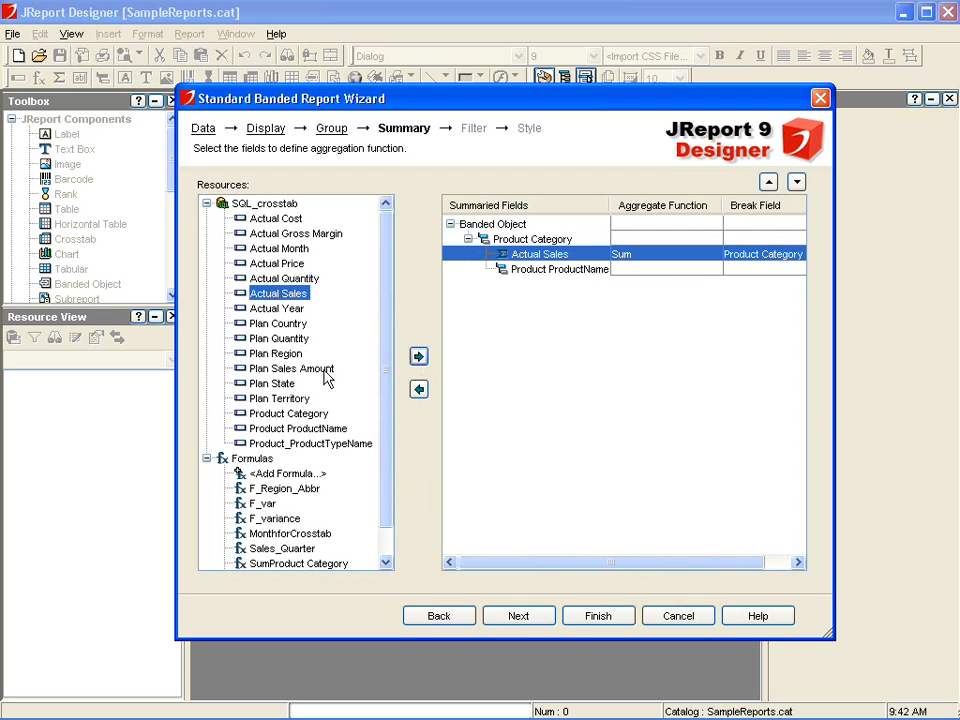 JReport Designer [SampleReports.cat]
File Edit View Insert Format Report Window Help
Dialog 9 <Import CSS File... B I U
10...
Toolbox
JReport Components
Label
Text Box
Image
Barcode
Rank
Table
Horizontal Table
Crosstab
Chart
Tabular
Banded Object
Subreport
Resource View
Standard Banded Report Wizard
Data → Display → Group → Summary → Filter → Style
Select the fields to define aggregation function.
JReport 9
Designer
Resources:
SQL_crosstab
Actual Cost
Actual Gross Margin
Actual Month
Actual Price
Actual Quantity
Actual Sales
Actual Year
Plan Country
Plan Quantity
Plan Region
Plan Sales Amount
Plan State
Plan Territory
Product Category
Product ProductName
Product_ProductTypeName
Formulas
<Add Formula...>
F_Region_Abbr
F_var
F_variance
MonthforCrosstab
Sales_Quarter
SumProduct Category
Summaried Fields Aggregate Function Break Field
Banded Object
Product Category
Actual Sales Sum Product Category
Product ProductName
Back Next Finish Cancel Help
Num : 0 Catalog : SampleReports.cat 9:42 AM